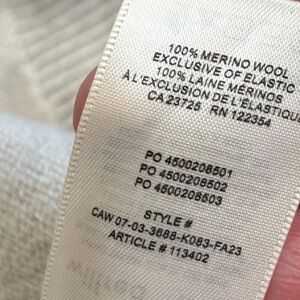 100% MERINO WOOL
EXCLUSIVE OF ELASTIC
100% LAINE MÉRINOS
À L'EXCLUSION DE L'ÉLASTIQUE
CA 23725 RN 122354
PO 4500208501
PO 4500208502
PO 4500208503
STYLE #
CAW 07-03-3688-K083-FA23
ARTICLE # 113402